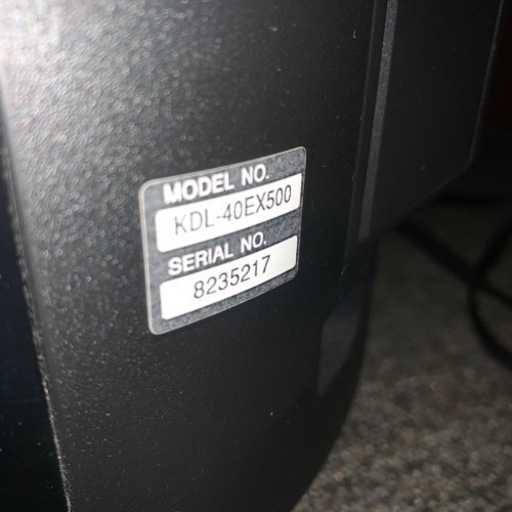 MODEL NO.
KDL-40EX500
SERIAL NO.
8235217